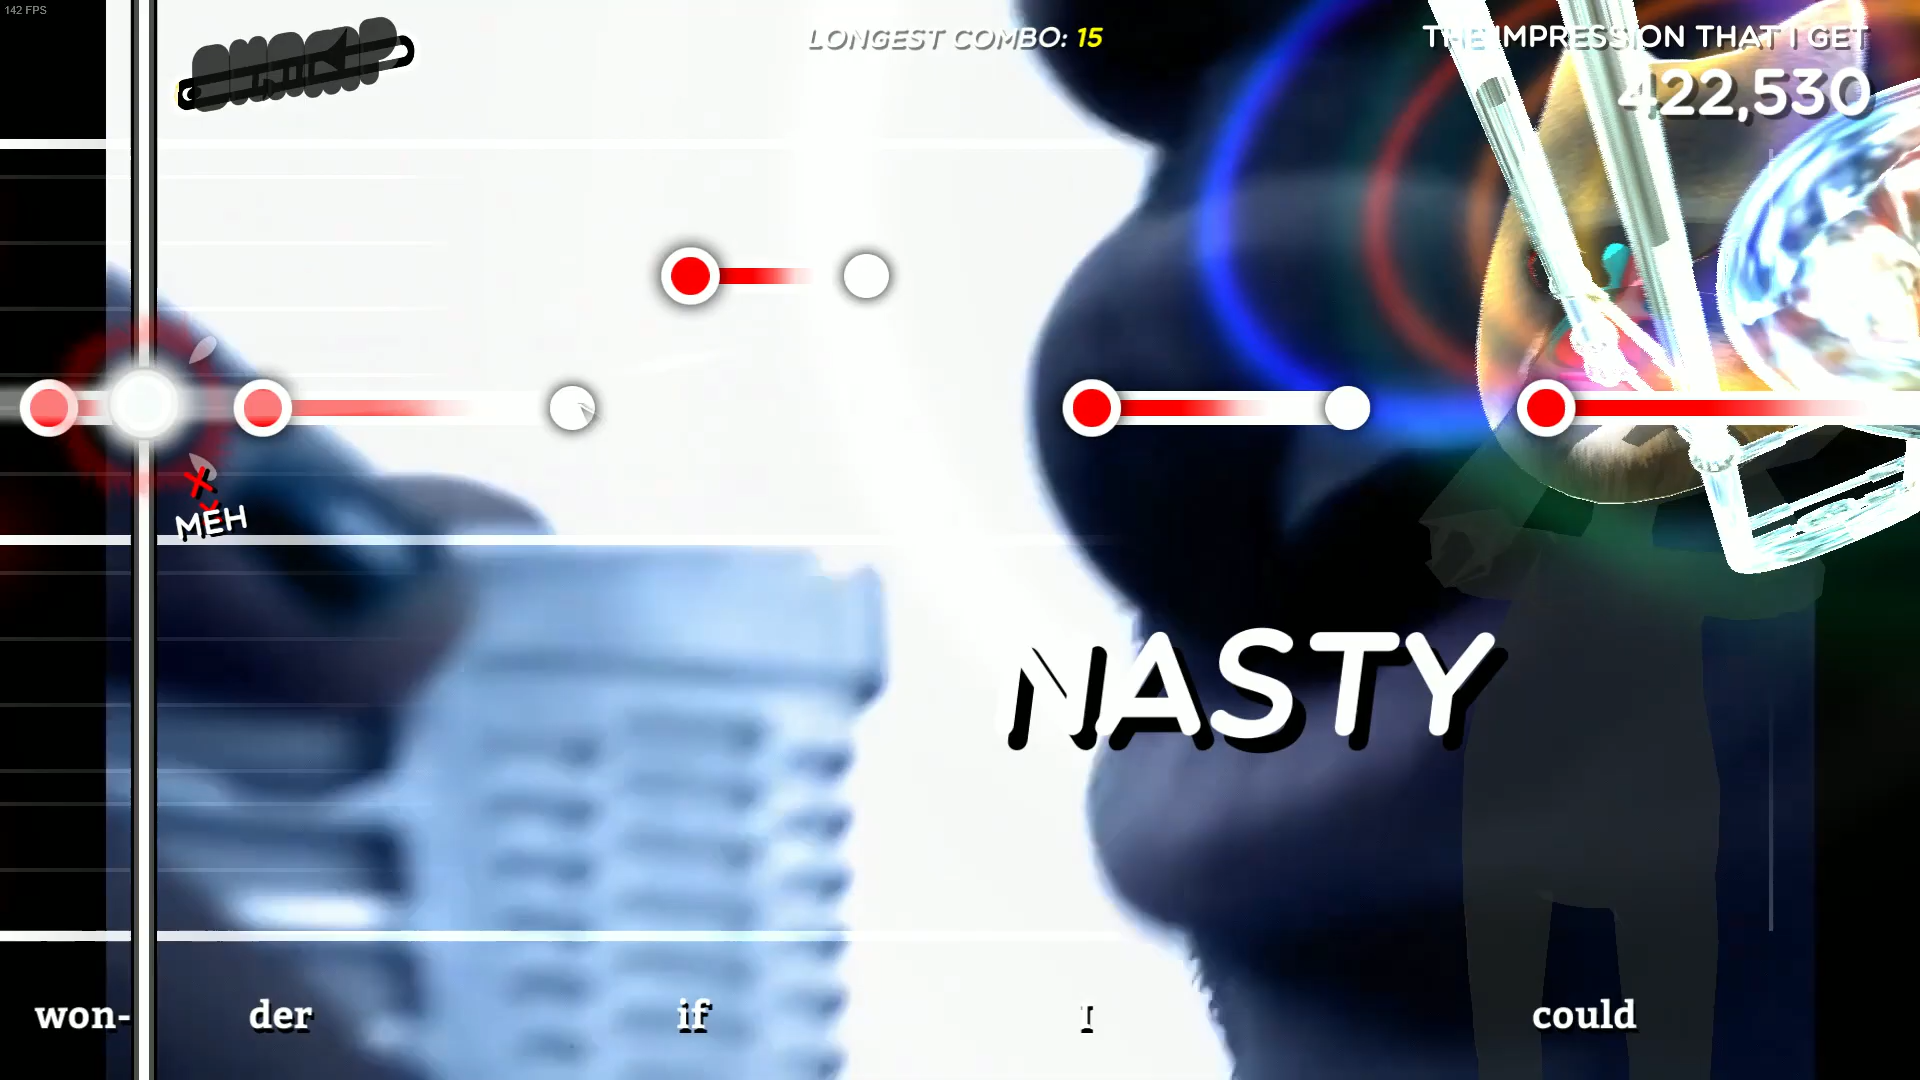 142 FPS
LONGEST COMBO: 15
THE IMPRESSION THAT I GET
422,530
MEH
NASTY
won- der if I could